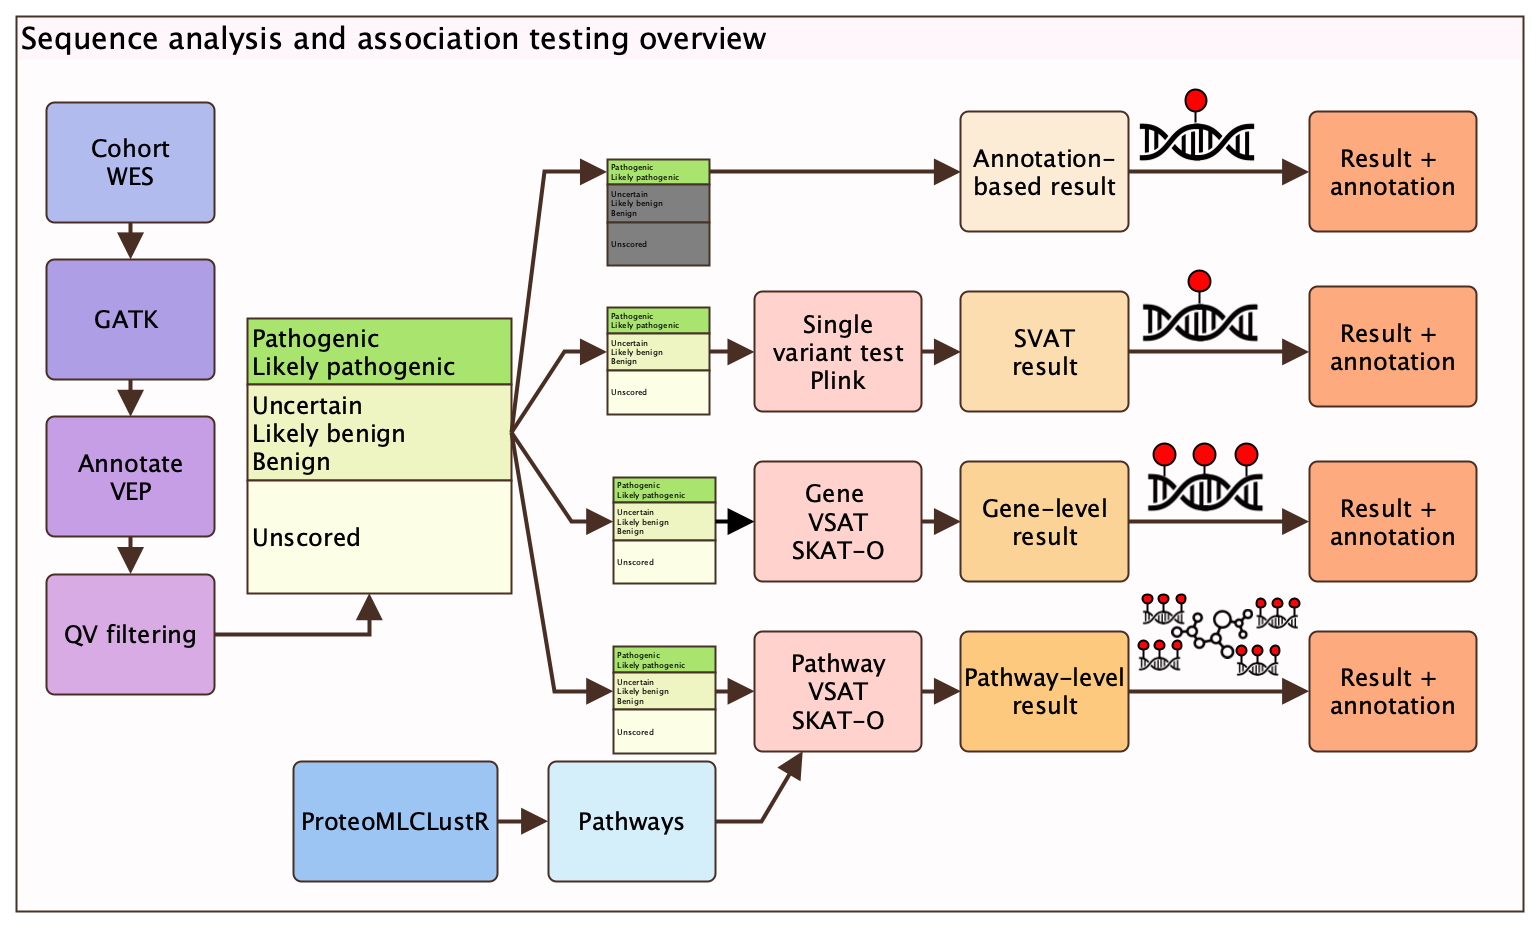 Sequence analysis and association testing overview
Cohort
WES
GATK
Annotate
VEP
QV filtering
Pathogenic
Likely pathogenic
Uncertain
Likely benign
Benign
Unscored
Pathogenic
Likely pathogenic
Uncertain
Likely benign
Benign
Unscored
Annotation-
based result
Result +
annotation
Pathogenic
Likely pathogenic
Uncertain
Likely benign
Benign
Unscored
Single
variant test
Plink
SVAT
result
Result +
annotation
Pathogenic
Likely pathogenic
Uncertain
Likely benign
Benign
Unscored
Gene
VSAT
SKAT-O
Gene-level
result
Result +
annotation
Pathogenic
Likely pathogenic
Uncertain
Likely benign
Benign
Unscored
Pathway
VSAT
SKAT-O
Pathway-level
result
Result +
annotation
ProteoMLCLustR
Pathways